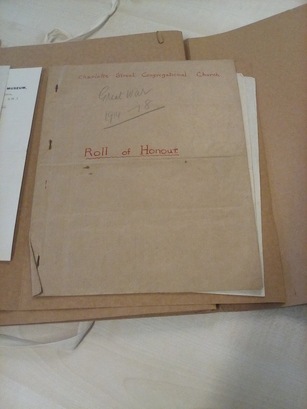 Charlotte Street Congregational Church
Great War
1914 - 18
Roll of Honour